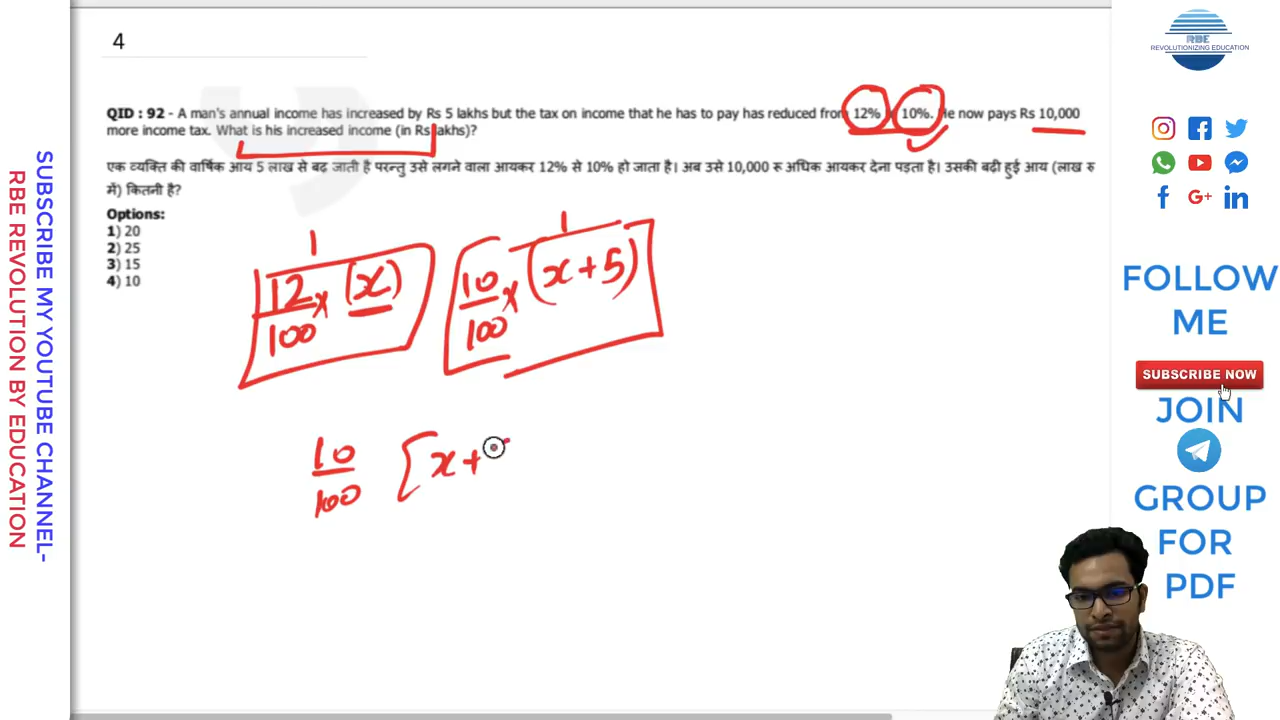 4
QID : 92 - A man's annual income has increased by Rs 5 lakhs but the tax on income that he has to pay has reduced from 12% 10%. He now pays Rs 10,000
more income tax. What is his increased income (in Rs lakhs)?
एक व्यक्ति की वार्षिक आय 5 लाख से बढ़ जाती है परन्तु उसे लगने वाला आयकर 12% से 10% हो जाता है। अब उसे 10,000 रू अधिक आयकर देना पड़ता है। उसकी बढ़ी हुई आय (लाख रु
में) कितनी है?
Options:
1) 20
2) 25
3) 15
4) 10
1
12/100 × (x)
1
10/100 × (x+5)
10/100 [x+
SUBSCRIBE MY YOUTUBE CHANNEL-
RBE REVOLUTION BY EDUCATION
RBE
REVOLUTIONIZING EDUCATION
G+
in
FOLLOW
ME
SUBSCRIBE NOW
JOIN
GROUP
FOR
PDF